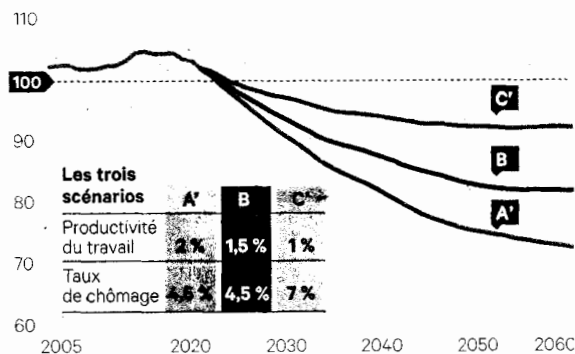 110
100
90
80
70
60
C'
B
A'
Les trois
scénarios
A' B C'
Productivité
du travail
2 % 1,5 % 1 %
Taux
de chômage
4,5 % 4,5 % 7 %
2005 2020 2030 2040 2050 2060